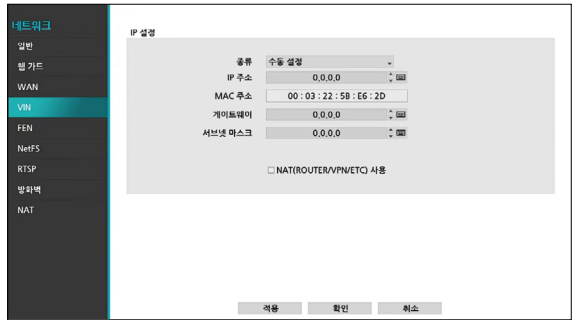 네트워크
일반
웹 가드
WAN
VIN
FEN
NetFS
RTSP
방화벽
NAT
IP 설정
종류 수동 설정
IP 주소 0,0,0,0
MAC 주소 00 : 03 : 22 : 5B : E6 : 2D
게이트웨이 0,0,0,0
서브넷 마스크 0,0,0,0
NAT(ROUTER/VPN/ETC) 사용
적용 확인 취소